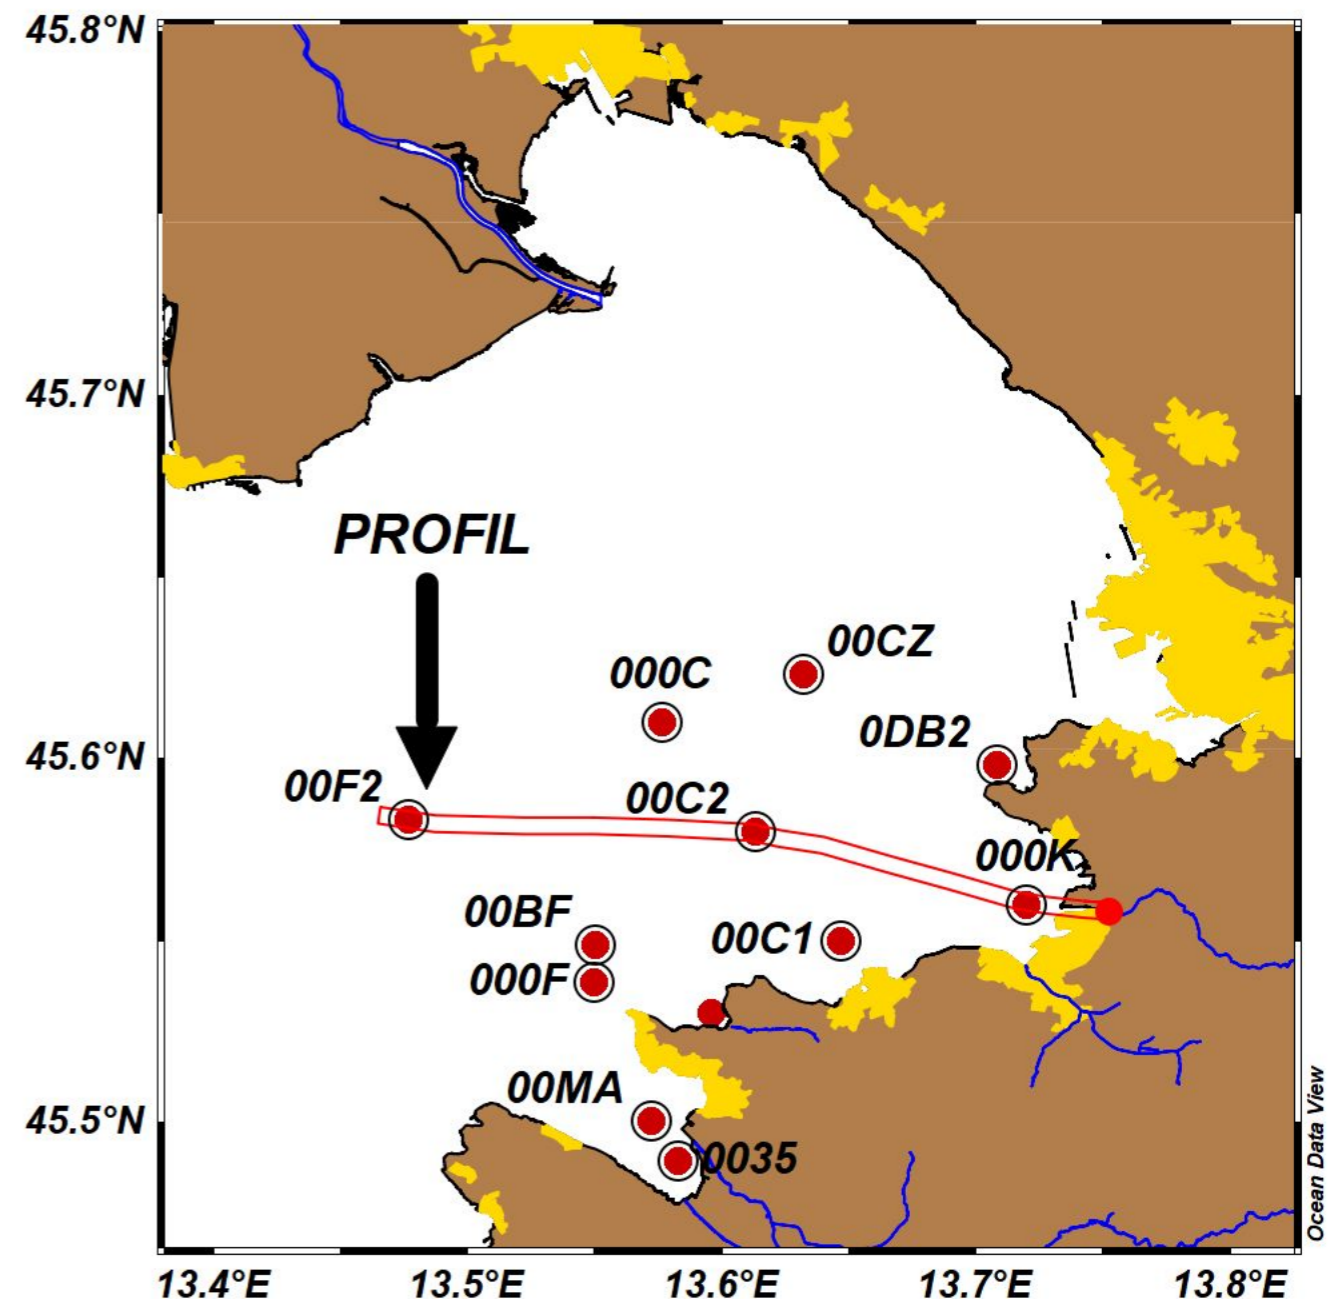 45.8°N
45.7°N
PROFIL
00CZ
000C
0DB2
45.6°N
00F2
00C2
000K
00BF
00C1
000F
00MA
45.5°N
0035
Ocean Data View
13.4°E 13.5°E 13.6°E 13.7°E 13.8°E